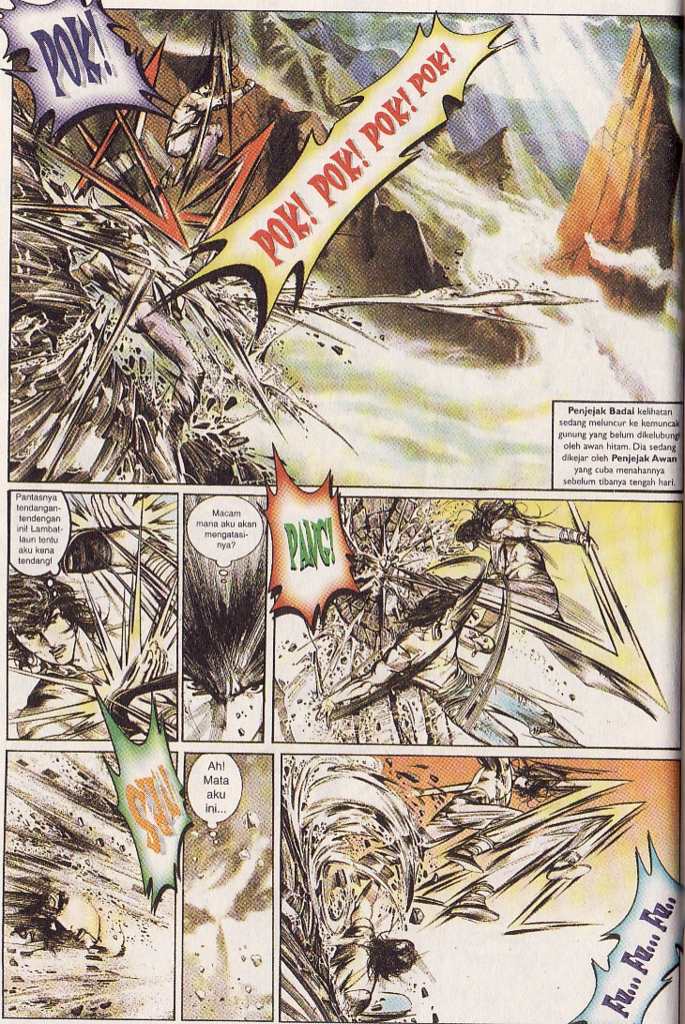 POK!
POK! POK! POK! POK!
Penjejak Badai kelihatan
sedang meluncur ke kemuncak
gunung yang belum dikelubungi
oleh awan hitam. Dia sedang
dikejar oleh Penjejak Awan
yang cuba menahannya
sebelum tibanya tengah hari.
Pantasnya
tendangan-
tendengan
ini! Lambat-
laun tentu
aku kena
tendang!
Macam
mana aku akan
mengatasi-
nya?
PANG!
Ah!
Mata
aku
ini...
Fu... Fu... Fu..